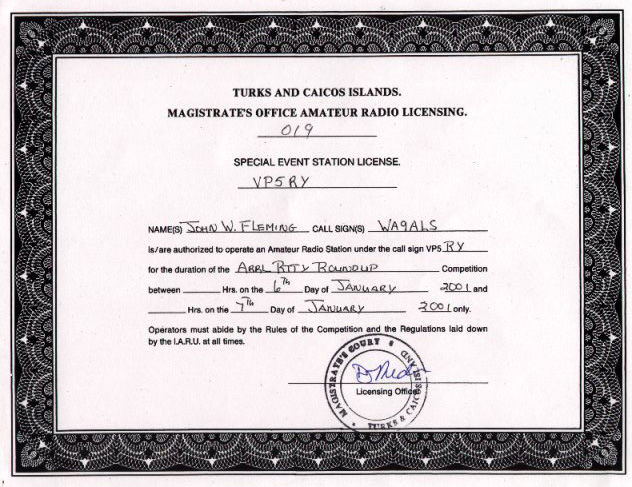 TURKS AND CAICOS ISLANDS.
MAGISTRATE'S OFFICE AMATEUR RADIO LICENSING.
019
SPECIAL EVENT STATION LICENSE.
VP5RY
NAME(S) JOHN W. FLEMING CALL SIGN(S) WA9ALS
is/are authorized to operate an Amateur Radio Station under the call sign VP5 RY
for the duration of the ARRL RTTY ROUNDUP Competition
between ______ Hrs. on the 6th Day of JANUARY 2001 and
______ Hrs. on the 7th Day of JANUARY 2001 only.
Operators must abide by the Rules of the Competition and the Regulations laid down
by the I.A.R.U. at all times.
MAGISTRATE'S COURT * TURKS & CAICOS ISLAND *
Licensing Officer